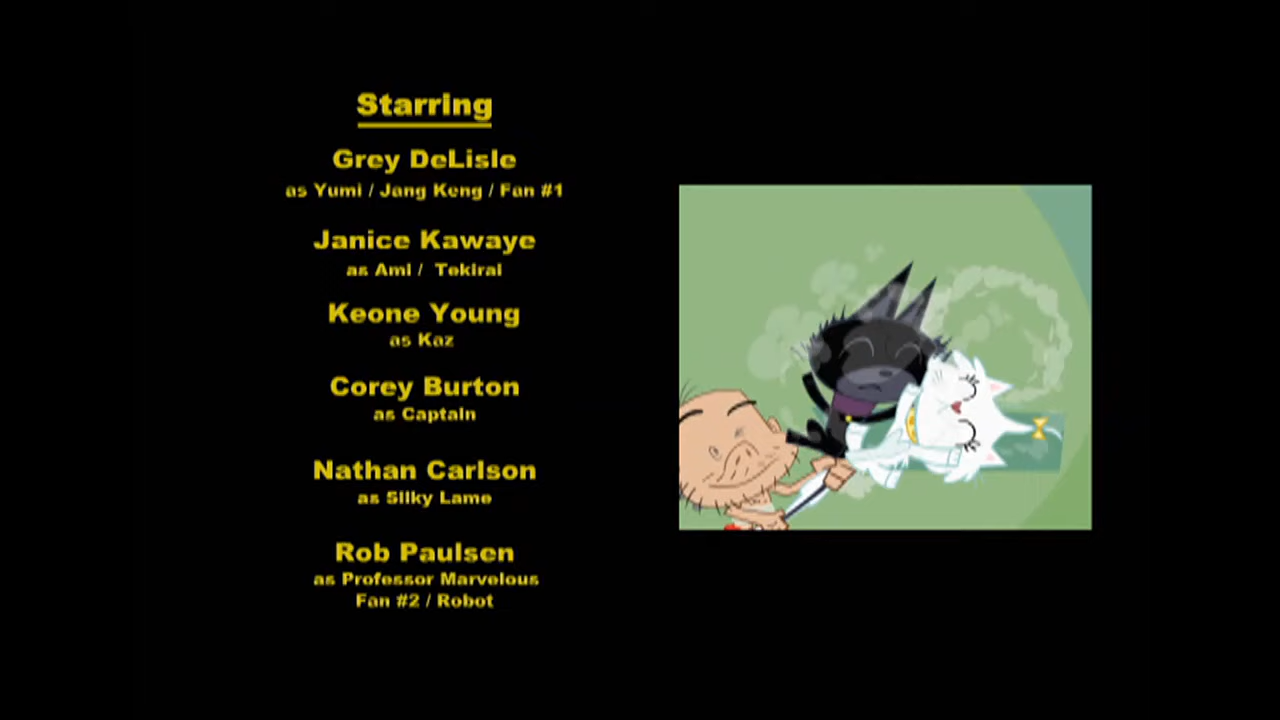 Starring
Grey DeLisle
as Yumi / Jang Keng / Fan #1
Janice Kawaye
as Ami / Tekirai
Keone Young
as Kaz
Corey Burton
as Captain
Nathan Carlson
as Silky Lame
Rob Paulsen
as Professor Marvelous
Fan #2 / Robot